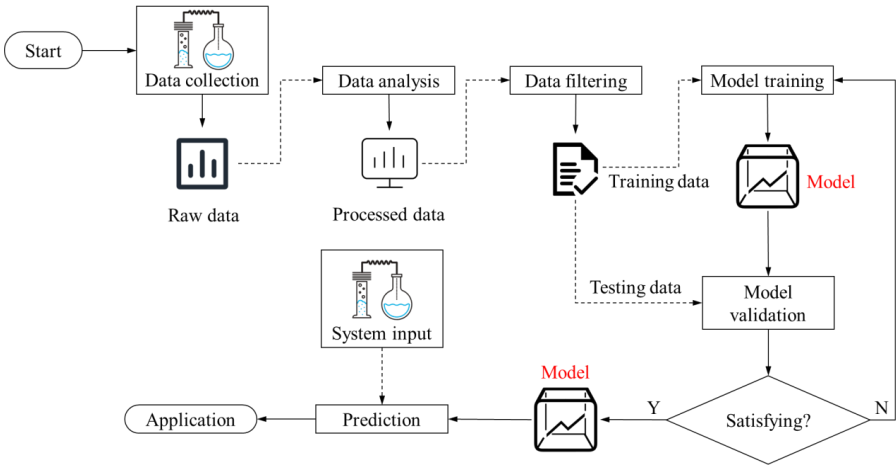 Start
Data collection
Data analysis
Data filtering
Model training
Raw data
Processed data
Training data
Model
Testing data
Model
validation
System input
Model
Application
Prediction
Y
Satisfying?
N